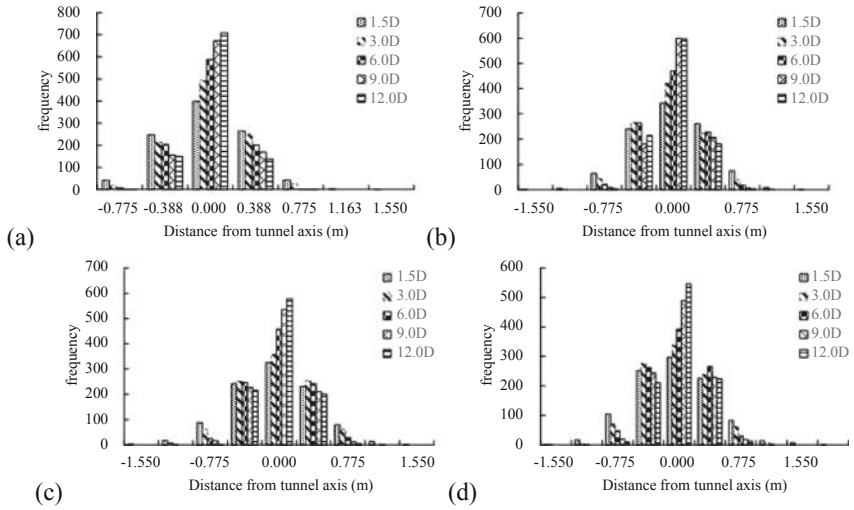 800
700
600
500
400
300
200
100
0
frequency
1.5D
3.0D
6.0D
9.0D
12.0D
-0.775 -0.388 0.000 0.388 0.775 1.163 1.550
Distance from tunnel axis (m)
(a)
700
600
500
400
300
200
100
0
frequency
1.5D
3.0D
6.0D
9.0D
12.0D
-1.550 -0.775 0.000 0.775 1.550
Distance from tunnel axis (m)
(b)
700
600
500
400
300
200
100
0
frequency
1.5D
3.0D
6.0D
9.0D
12.0D
-1.550 -0.775 0.000 0.775 1.550
Distance from tunnel axis (m)
(c)
600
500
400
300
200
100
0
frequency
1.5D
3.0D
6.0D
9.0D
12.0D
-1.550 -0.775 0.000 0.775 1.550
Distance from tunnel axis (m)
(d)